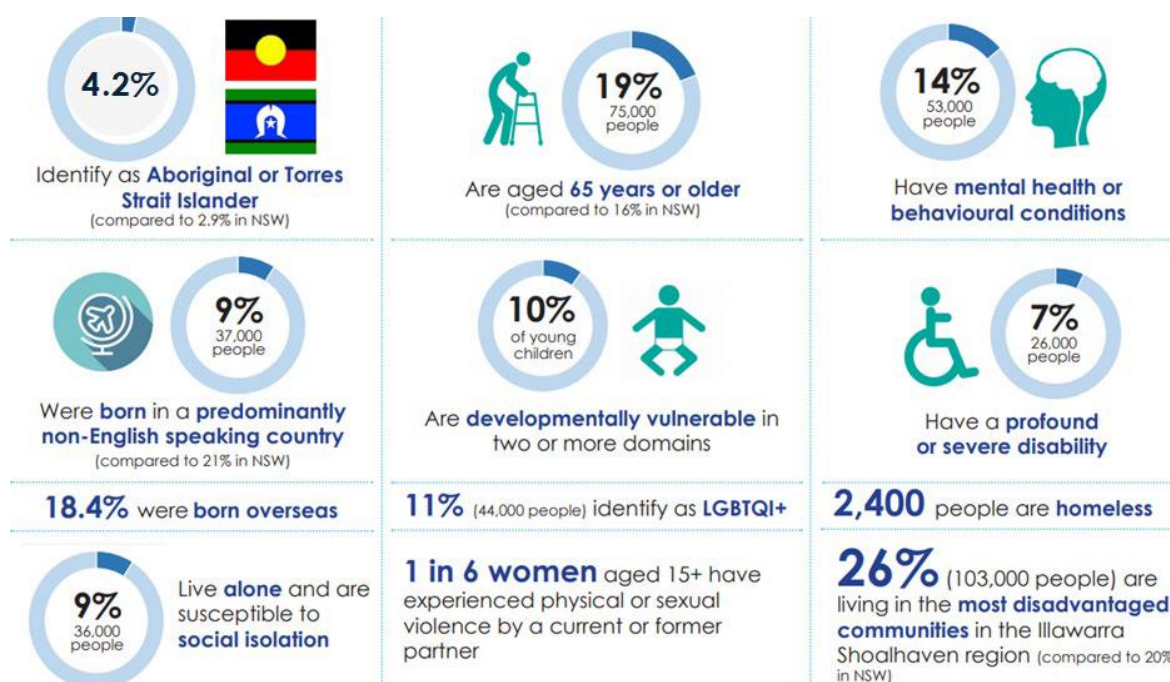 4.2%
Identify as Aboriginal or Torres
Strait Islander
(compared to 2.9% in NSW)
19%
75,000
people
Are aged 65 years or older
(compared to 16% in NSW)
14%
53,000
people
Have mental health or
behavioural conditions
9%
37,000
people
Were born in a predominantly
non-English speaking country
(compared to 21% in NSW)
10%
of young
children
Are developmentally vulnerable in
two or more domains
7%
26,000
people
Have a profound
or severe disability
18.4% were born overseas
11% (44,000 people) identify as LGBTQI+
2,400 people are homeless
9%
36,000
people
Live alone and are
susceptible to
social isolation
1 in 6 women aged 15+ have
experienced physical or sexual
violence by a current or former
partner
26% (103,000 people) are
living in the most disadvantaged
communities in the Illawarra
Shoalhaven region (compared to 20%
in NSW)